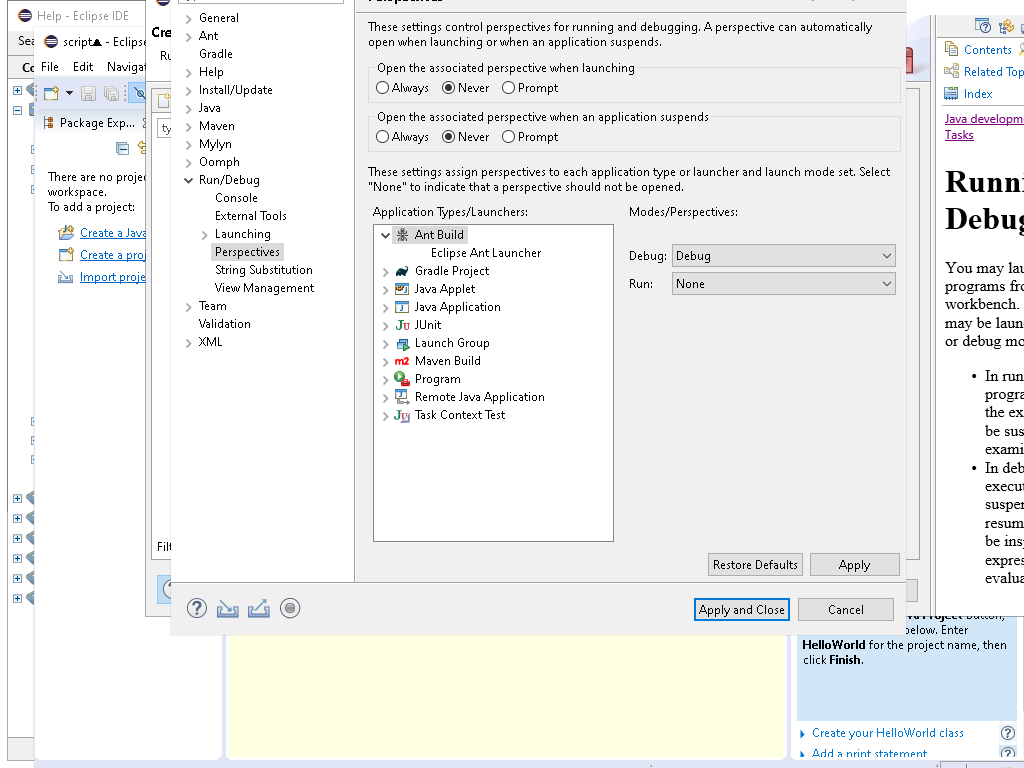 Help - Eclipse IDE
script▲ - Eclipse
File Edit Navigat
Package Exp...
There are no proje
workspace.
To add a project:
Create a Java
Create a proj
Import proje
General
Ant
Gradle
Help
Install/Update
Java
Maven
Mylyn
Oomph
Run/Debug
Console
External Tools
Launching
Perspectives
String Substitution
View Management
Team
Validation
XML
These settings control perspectives for running and debugging. A perspective can automatically
open when launching or when an application suspends.
Open the associated perspective when launching
Always Never Prompt
Open the associated perspective when an application suspends
Always Never Prompt
These settings assign perspectives to each application type or launcher and launch mode set. Select
"None" to indicate that a perspective should not be opened.
Application Types/Launchers:
Ant Build
Eclipse Ant Launcher
Gradle Project
Java Applet
Java Application
JUnit
Launch Group
Maven Build
Program
Remote Java Application
Task Context Test
Modes/Perspectives:
Debug: Debug
Run: None
Restore Defaults Apply
Apply and Close Cancel
Contents
Related Top
Index
Java developm
Tasks
Runni
Debug
You may lau
programs fro
workbench.
may be laun
or debug mo
• In run
progra
the ex
be sus
exami
• In deb
execut
suspen
resum
be insp
expres
evalua
below. Enter
HelloWorld for the project name, then
click Finish.
Create your HelloWorld class
Add a print statement